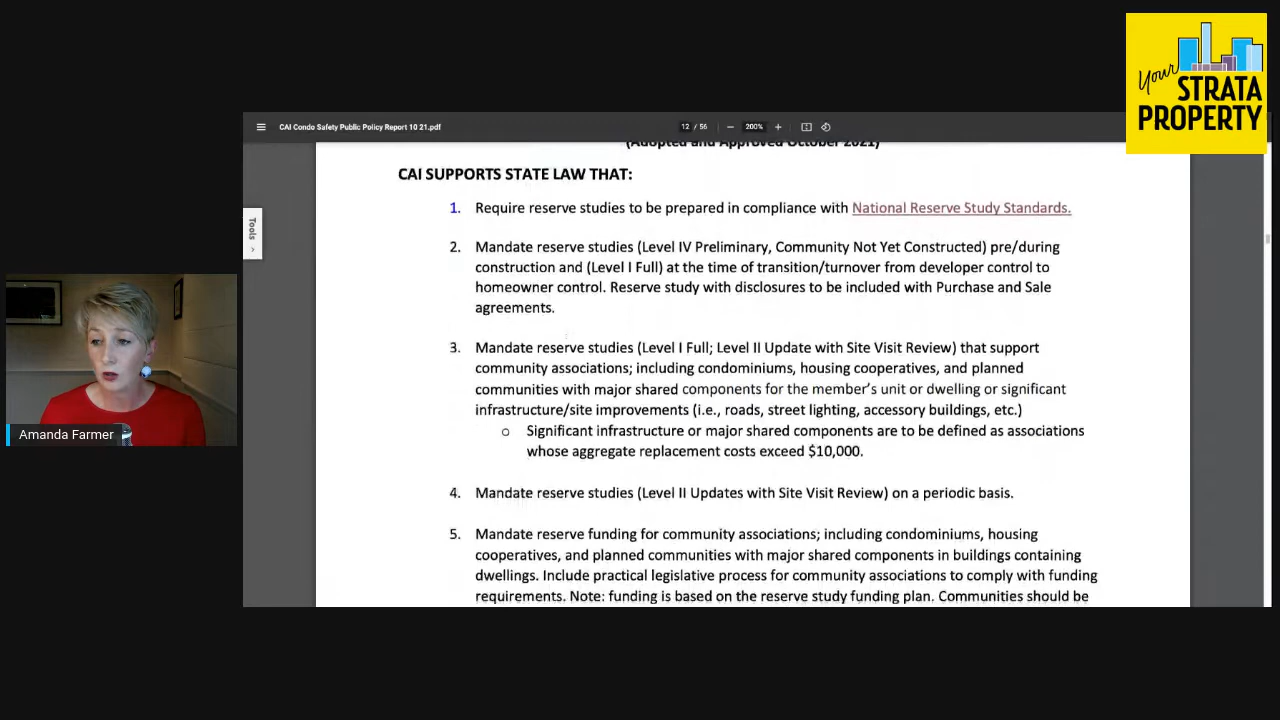 Your
STRATA
PROPERTY
CAI Condo Safety Public Policy Report 10 21.pdf
12 / 56
200%
(Adopted and Approved October 2021)
CAI SUPPORTS STATE LAW THAT:
Tools
1. Require reserve studies to be prepared in compliance with National Reserve Study Standards.
2. Mandate reserve studies (Level IV Preliminary, Community Not Yet Constructed) pre/during
construction and (Level I Full) at the time of transition/turnover from developer control to
homeowner control. Reserve study with disclosures to be included with Purchase and Sale
agreements.
3. Mandate reserve studies (Level I Full; Level II Update with Site Visit Review) that support
community associations; including condominiums, housing cooperatives, and planned
communities with major shared components for the member's unit or dwelling or significant
infrastructure/site improvements (i.e., roads, street lighting, accessory buildings, etc.)
o Significant infrastructure or major shared components are to be defined as associations
whose aggregate replacement costs exceed $10,000.
4. Mandate reserve studies (Level II Updates with Site Visit Review) on a periodic basis.
5. Mandate reserve funding for community associations; including condominiums, housing
cooperatives, and planned communities with major shared components in buildings containing
dwellings. Include practical legislative process for community associations to comply with funding
requirements. Note: funding is based on the reserve study funding plan. Communities should be
Amanda Farmer